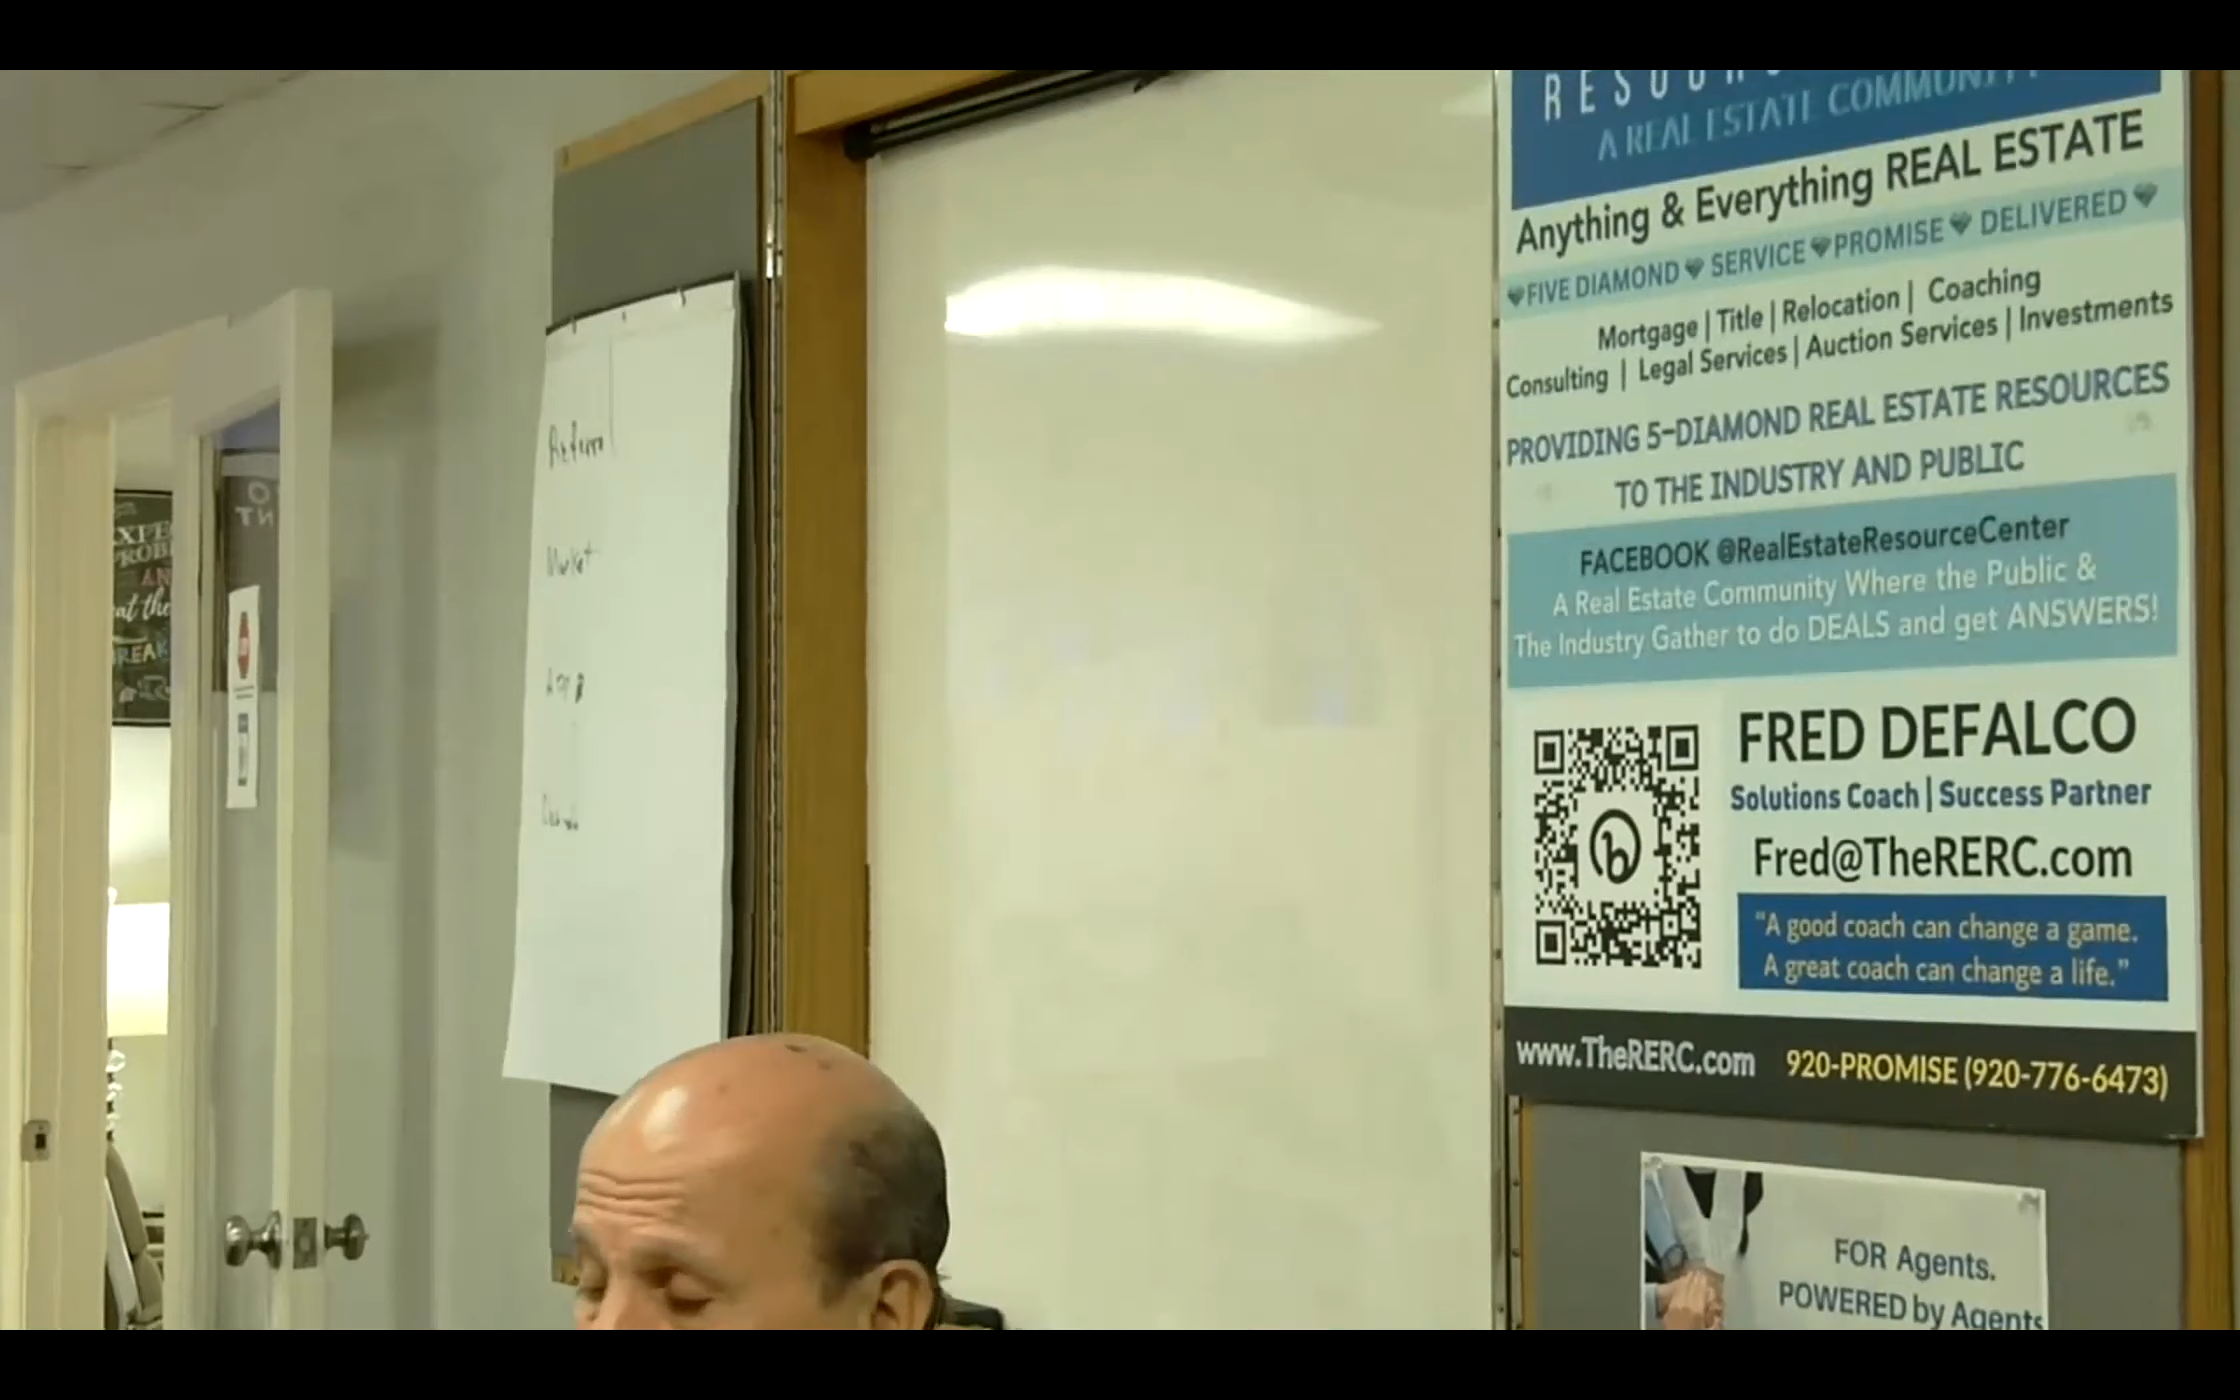 Referral
Market
A REAL ESTATE COMMUNITY
Anything & Everything REAL ESTATE
FIVE DIAMOND SERVICE PROMISE DELIVERED
Mortgage | Title | Relocation | Coaching
Consulting | Legal Services | Auction Services | Investments
PROVIDING 5-DIAMOND REAL ESTATE RESOURCES
TO THE INDUSTRY AND PUBLIC
FACEBOOK @RealEstateResourceCenter
A Real Estate Community Where the Public &
The Industry Gather to do DEALS and get ANSWERS!
FRED DEFALCO
Solutions Coach | Success Partner
Fred@TheRERC.com
"A good coach can change a game.
A great coach can change a life."
www.TheRERC.com 920-PROMISE (920-776-6473)
FOR Agents.
POWERED by Agents